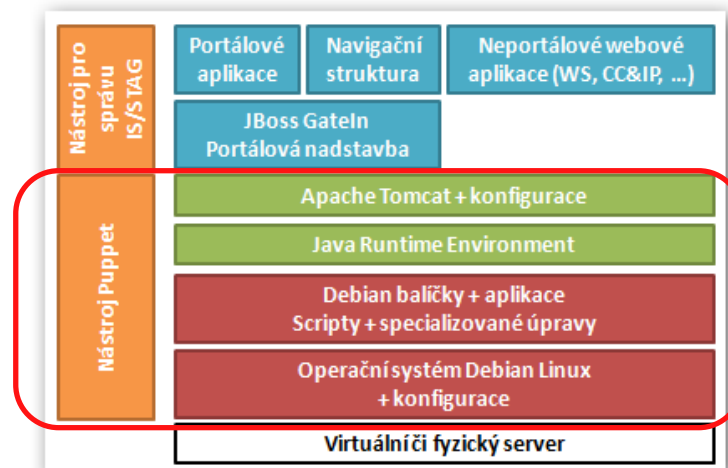 Nástroj pro
správu
IS/STAG
Portálové
aplikace
Navigační
struktura
Neportálové webové
aplikace (WS, CC&IP, ...)
JBoss GateIn
Portálová nadstavba
Nástroj Puppet
Apache Tomcat + konfigurace
Java Runtime Environment
Debian balíčky + aplikace
Scripty + specializované úpravy
Operační systém Debian Linux
+ konfigurace
Virtuální či fyzický server